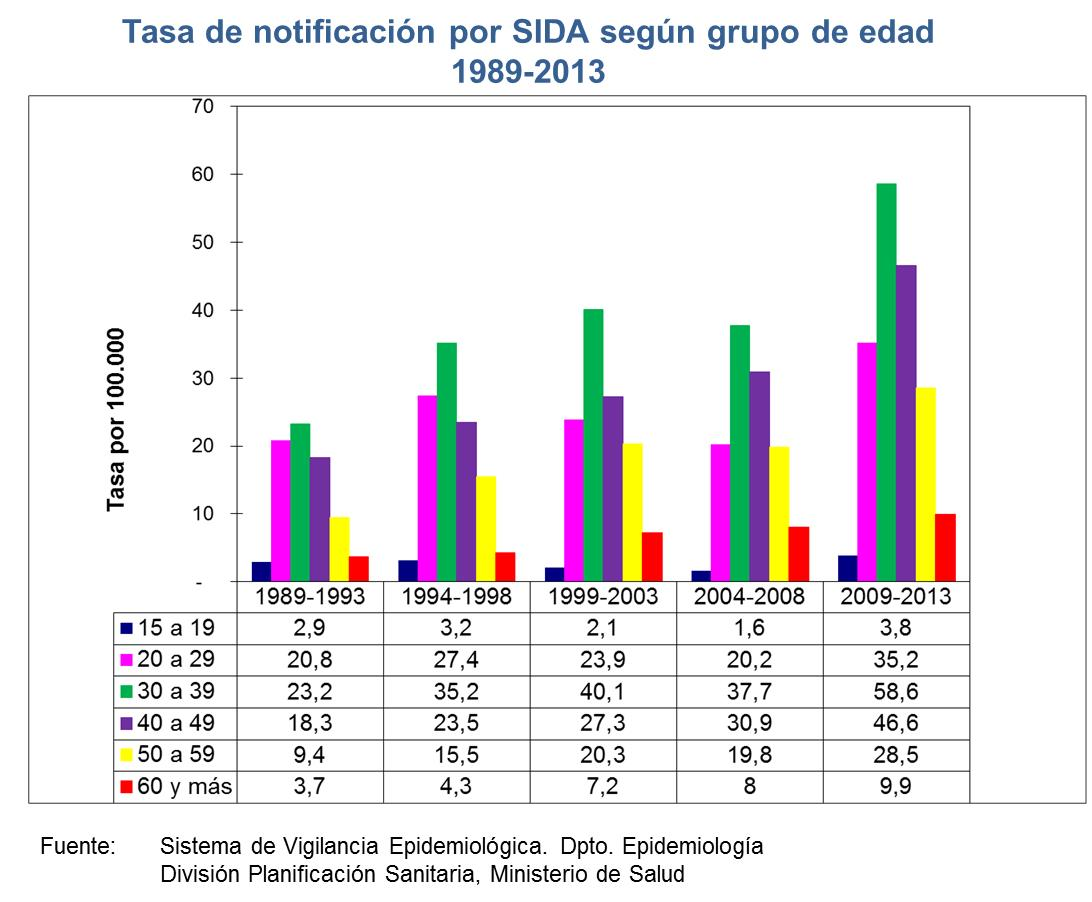 Tasa de notificación por SIDA según grupo de edad
1989-2013
70
60
50
40
30
20
10
-
Tasa por 100.000
1989-1993 1994-1998 1999-2003 2004-2008 2009-2013
15 a 19 2,9 3,2 2,1 1,6 3,8
20 a 29 20,8 27,4 23,9 20,2 35,2
30 a 39 23,2 35,2 40,1 37,7 58,6
40 a 49 18,3 23,5 27,3 30,9 46,6
50 a 59 9,4 15,5 20,3 19,8 28,5
60 y más 3,7 4,3 7,2 8 9,9
Fuente: Sistema de Vigilancia Epidemiológica. Dpto. Epidemiología
División Planificación Sanitaria, Ministerio de Salud